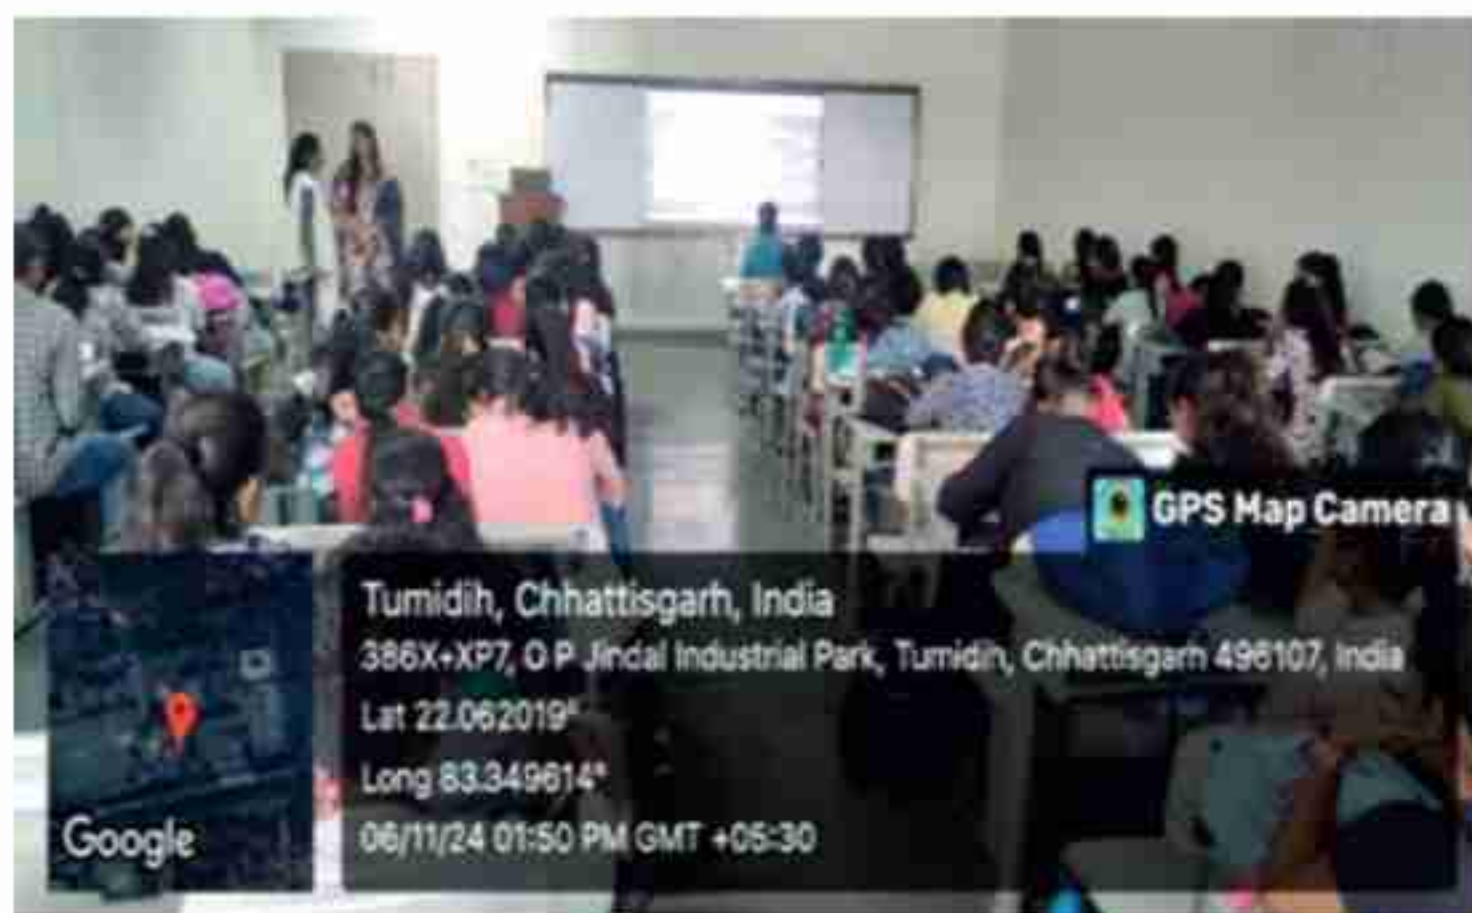 GPS Map Camera
Tumidih, Chhattisgarh, India
386X+XP7, O P Jindal Industrial Park, Tumidih, Chhattisgarh 496107, India
Lat 22.062019°
Long 83.349614°
06/11/24 01:50 PM GMT +05:30
Google